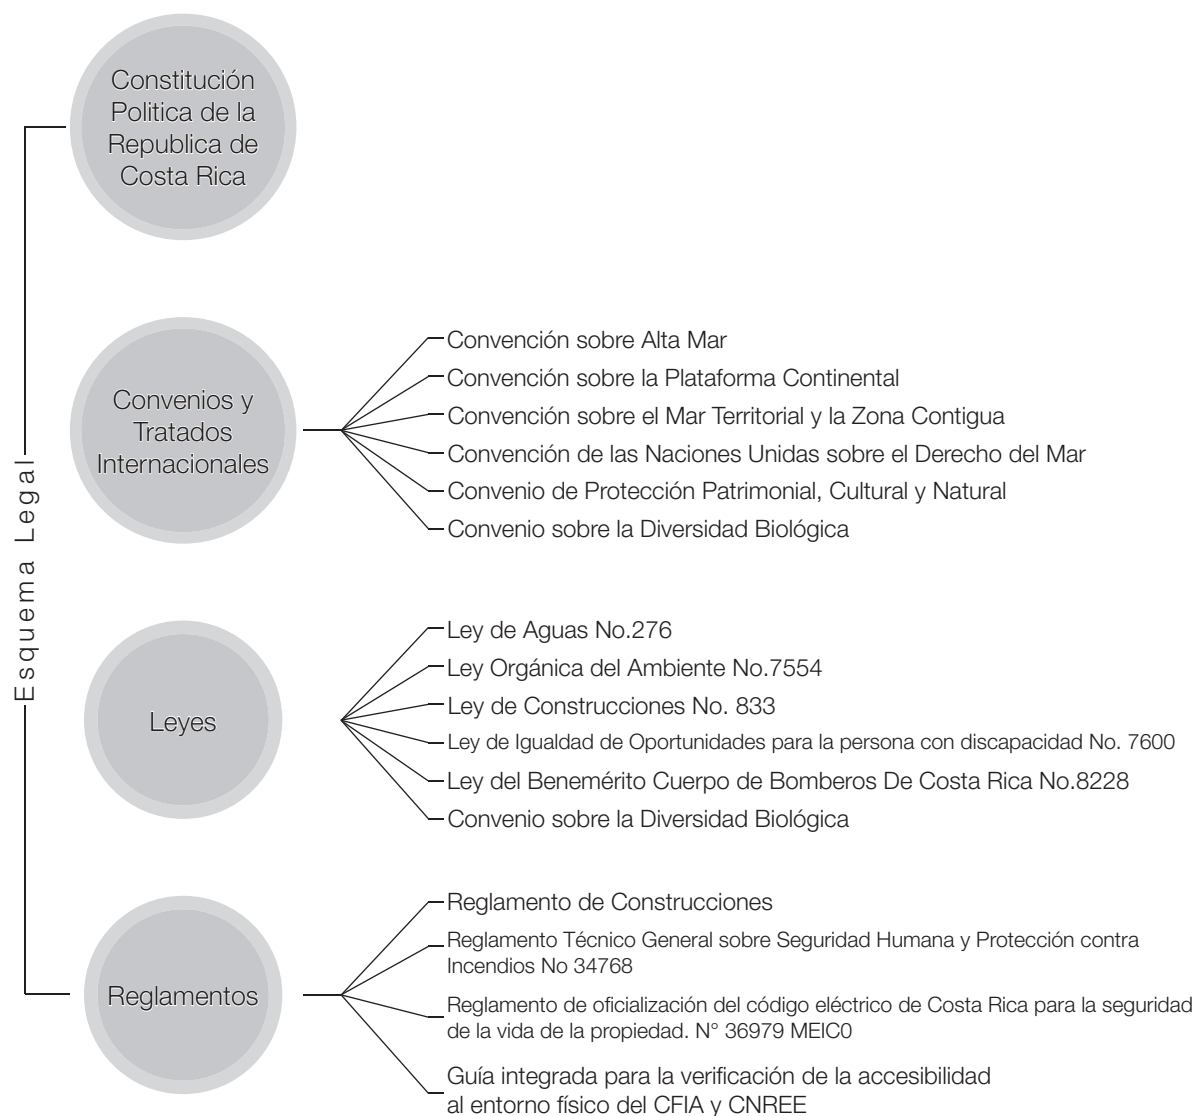 Esquema Legal
Constitución
Politica de la
Republica de
Costa Rica
Convenios y
Tratados
Internacionales
Convención sobre Alta Mar
Convención sobre la Plataforma Continental
Convención sobre el Mar Territorial y la Zona Contigua
Convención de las Naciones Unidas sobre el Derecho del Mar
Convenio de Protección Patrimonial, Cultural y Natural
Convenio sobre la Diversidad Biológica
Leyes
Ley de Aguas No.276
Ley Orgánica del Ambiente No.7554
Ley de Construcciones No. 833
Ley de Igualdad de Oportunidades para la persona con discapacidad No. 7600
Ley del Benemérito Cuerpo de Bomberos De Costa Rica No.8228
Convenio sobre la Diversidad Biológica
Reglamentos
Reglamento de Construcciones
Reglamento Técnico General sobre Seguridad Humana y Protección contra
Incendios No 34768
Reglamento de oficialización del código eléctrico de Costa Rica para la seguridad
de la vida de la propiedad. N° 36979 MEIC0
Guía integrada para la verificación de la accesibilidad
al entorno físico del CFIA y CNREE